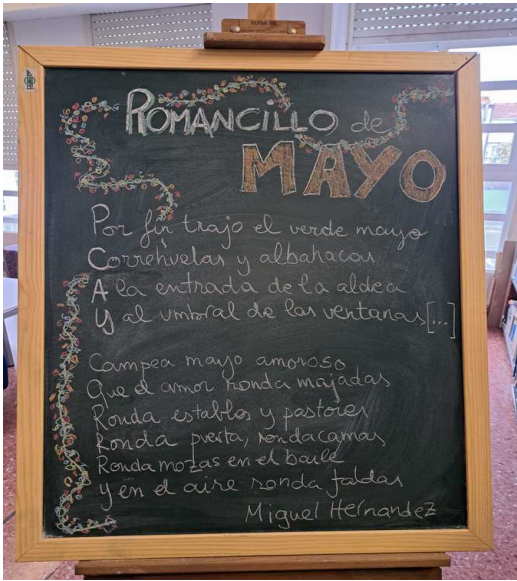 ROMANCILLO de
MAYO
Por fin trajo el verde mayo
Correhuelas y albahacas
A la entrada de la aldea
Y al umbral de las ventanas [...]
Campea mayo amoroso
Que el amor ronda majadas
Ronda establos y pastores
Ronda puerta, ronda camas
Ronda mozas en el baile
y en el aire ronda faldas
Miguel Hernandez